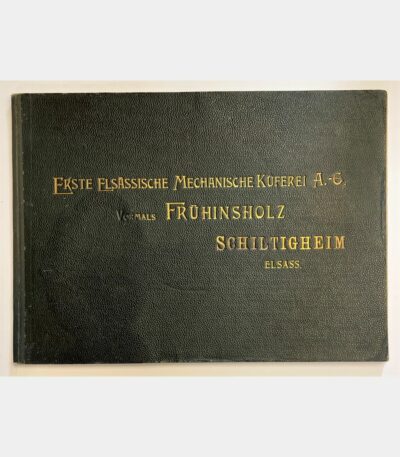 ERSTE ELSÄSSISCHE MECHANISCHE KÜFEREI A.-G.
VORMALS FRÜHINSHOLZ
SCHILTIGHEIM
ELSASS.